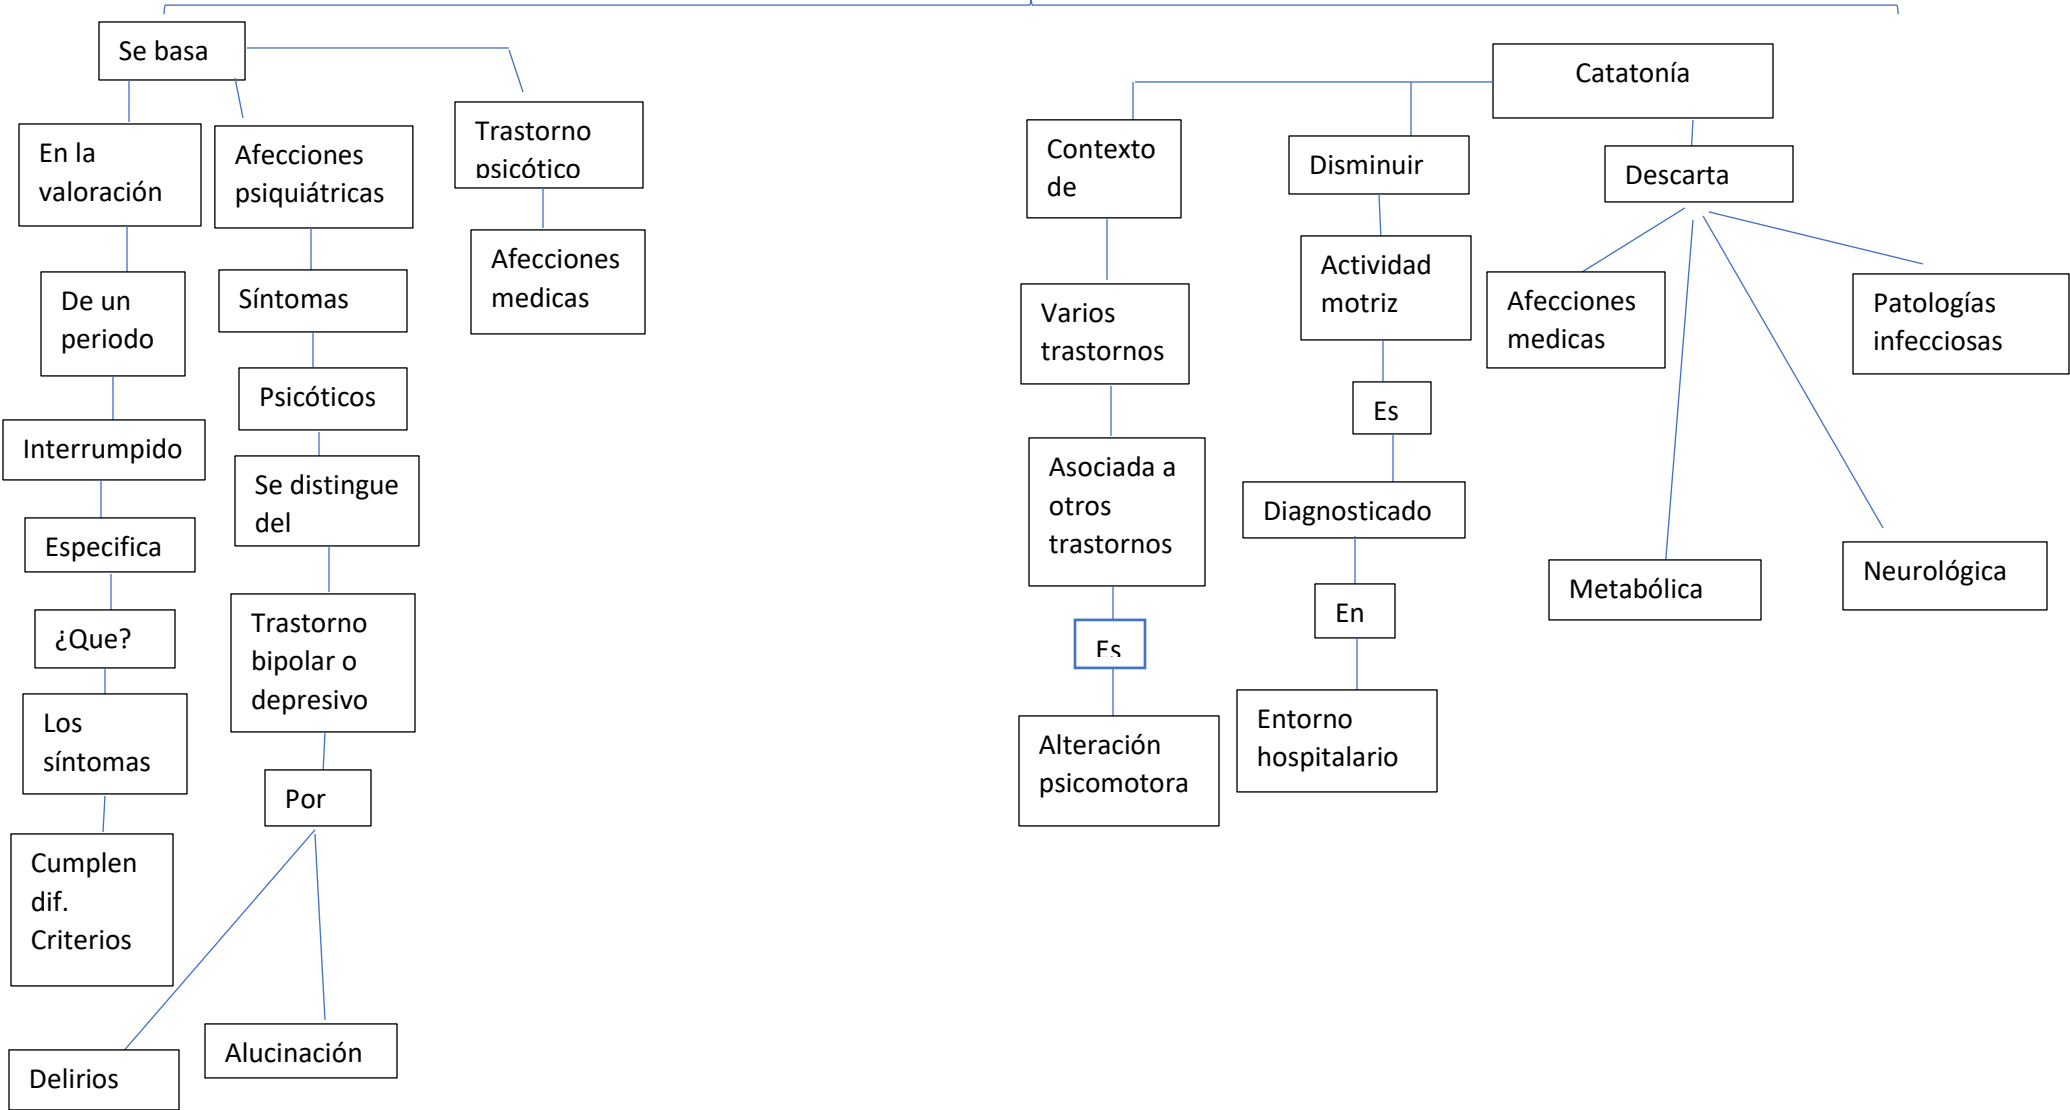 Se basa
En la
valoración
De un
periodo
Interrumpido
Especifica
¿Que?
Los
síntomas
Cumplen
dif.
Criterios
Afecciones
psiquiátricas
Síntomas
Psicóticos
Se distingue
del
Trastorno
bipolar o
depresivo
Por
Delirios
Alucinación
Trastorno
psicótico
Afecciones
medicas
Catatonía
Contexto
de
Varios
trastornos
Asociada a
otros
trastornos
Es
Alteración
psicomotora
Disminuir
Actividad
motriz
Es
Diagnosticado
En
Entorno
hospitalario
Descarta
Afecciones
medicas
Metabólica
Neurológica
Patologías
infecciosas